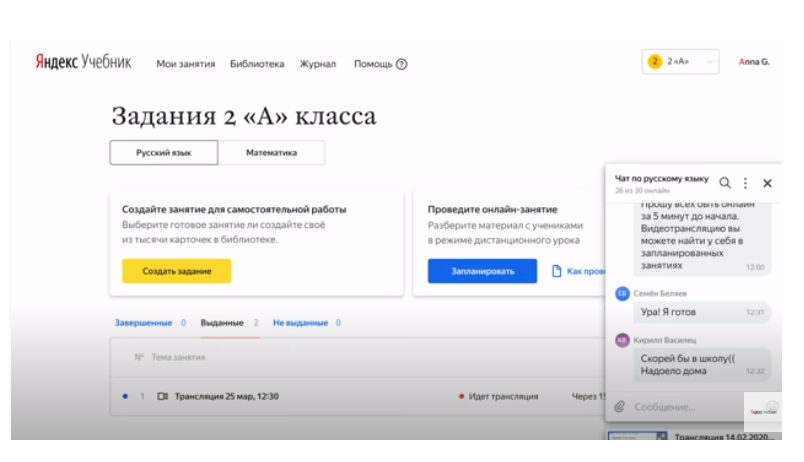 Яндекс Учебник Мои занятия Библиотека Журнал Помощь ?
2 2 «А» Anna G.
Задания 2 «А» класса
Русский язык Математика
Создайте занятие для самостоятельной работы
Выберите готовое занятие или создайте своё
из тысячи карточек в библиотеке.
Создать задание
Проведите онлайн-занятие
Разберите материал с учениками
в режиме дистанционного урока
Запланировать Как пров
Завершенные 0 Выданные 2 Не выданные 0
№ Тема занятия
1 Трансляция 25 мар, 12:30 Идет трансляция Через 15
Чат по русскому языку
26 из 30 онлайн
Прошу всех быть онлайн
за 5 минут до начала.
Видеотрансляцию вы
можете найти у себя в
запланированных
занятиях 12:00
СБ Семён Беляев
Ура! Я готов 12:31
КВ Кирилл Василец
Скорей бы в школу((
Надоело дома 12:32
Сообщение...
Яндекс Учебник
Трансляция 14.02.2020...